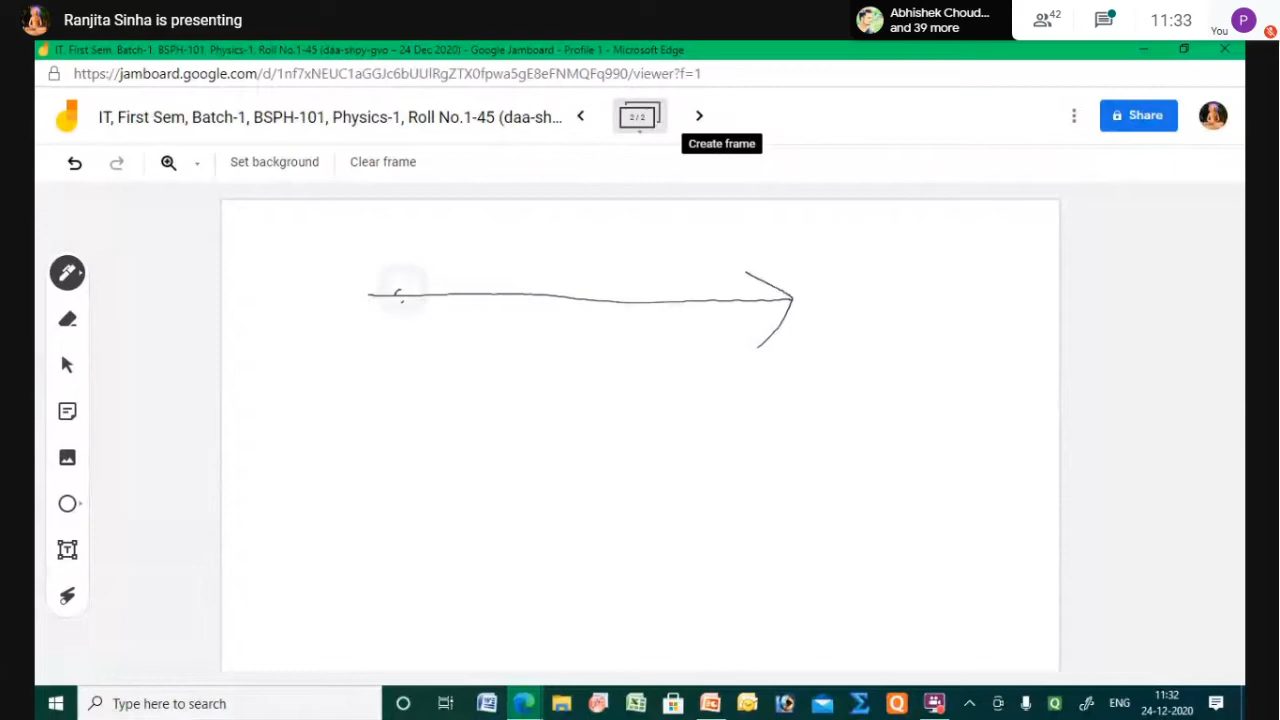 Ranjita Sinha is presenting
Abhishek Choud...
and 39 more
42
11:33
You
P
IT, First Sem, Batch-1, BSPH-101, Physics-1, Roll No.1-45 (daa-shpy-gvo – 24 Dec 2020) - Google Jamboard - Profile 1 - Microsoft Edge
https://jamboard.google.com/d/1nf7xNEUC1aGGJc6bUUlRgZTX0fpwa5gE8eFNMQFq990/viewer?f=1
IT, First Sem, Batch-1, BSPH-101, Physics-1, Roll No.1-45 (daa-sh...
2 / 2
Share
Create frame
Set background
Clear frame
Type here to search
ENG
11:32
24-12-2020